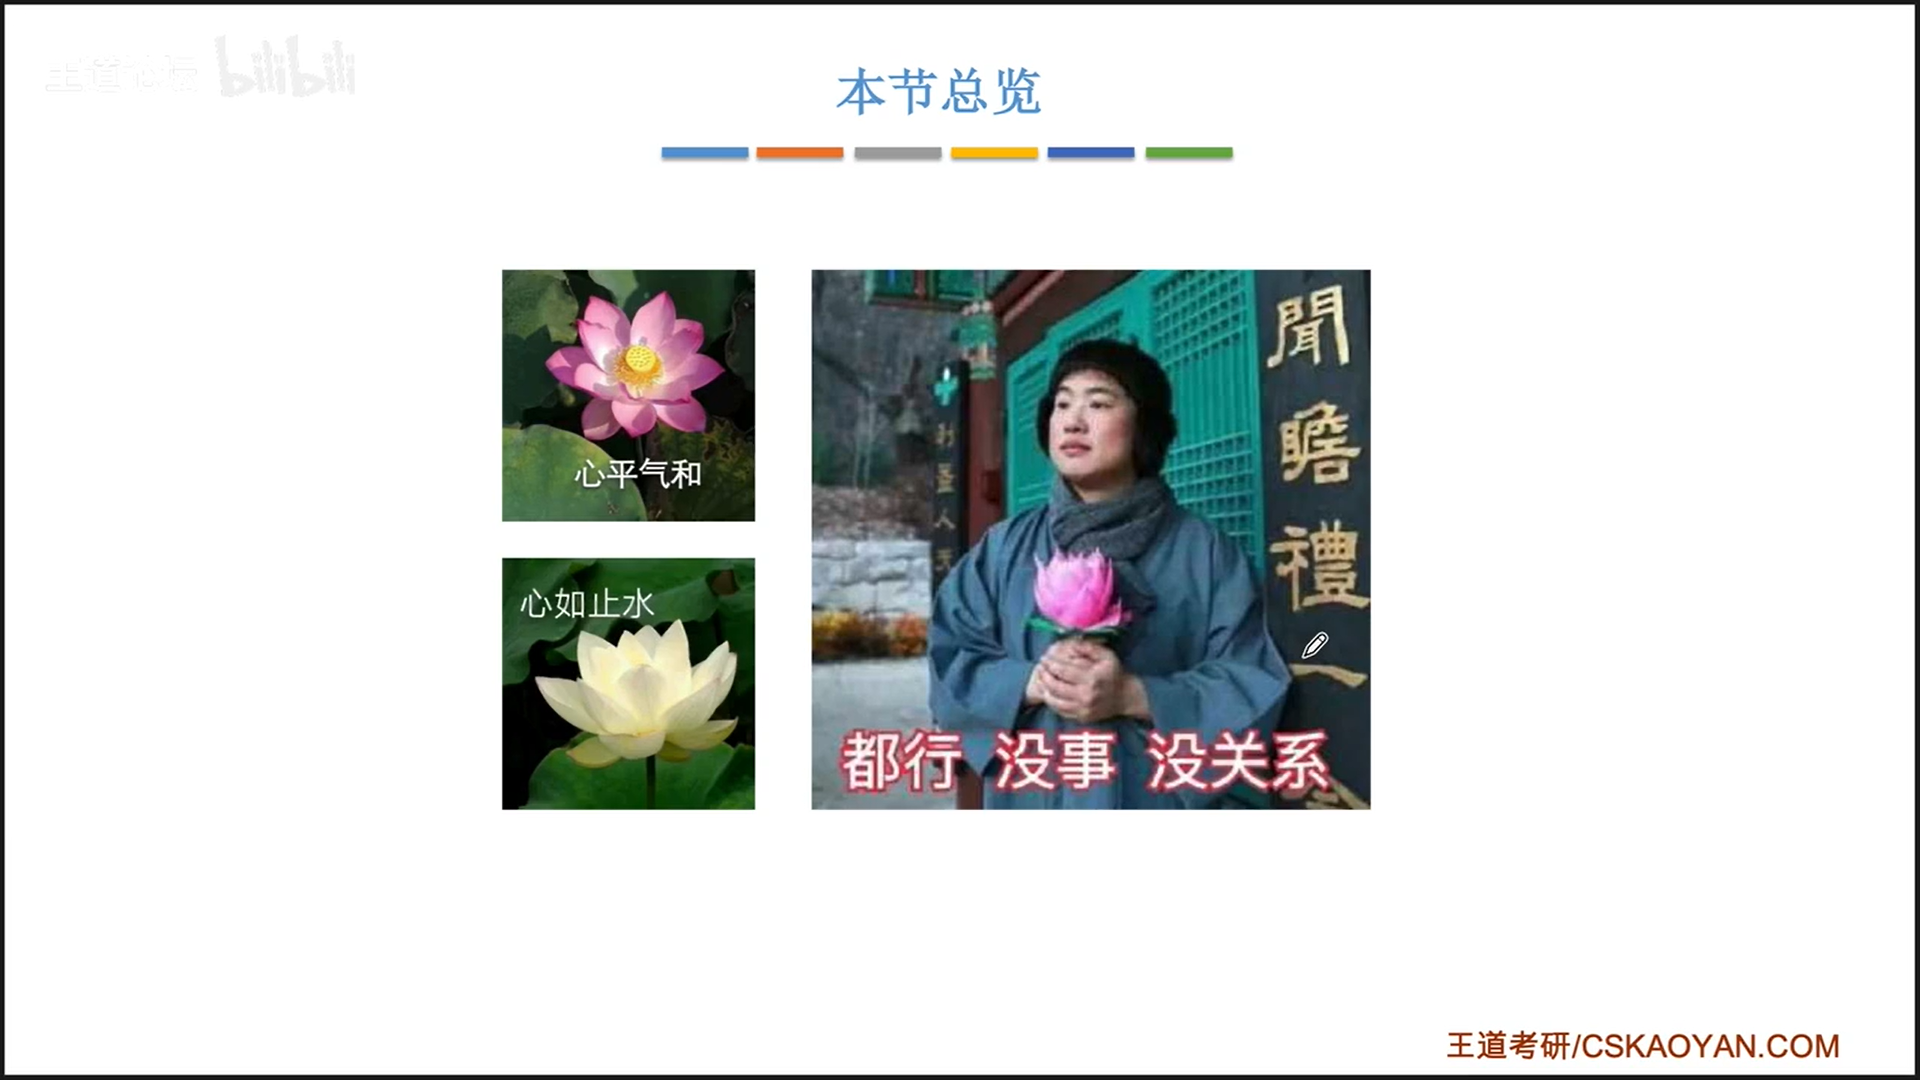 王道论坛 bilibili
本节总览
心平气和
心如止水
聞
瞻
禮
一
都行 没事 没关系
王道考研/CSKAOYAN.COM